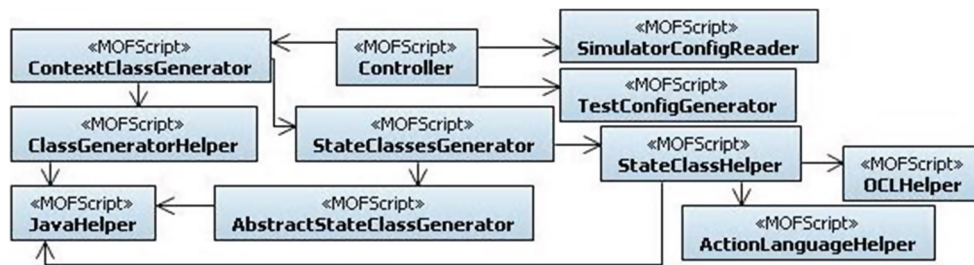 «MOFScript»
SimulatorConfigReader
«MOFScript»
ContextClassGenerator
«MOFScript»
Controller
«MOFScript»
TestConfigGenerator
«MOFScript»
ClassGeneratorHelper
«MOFScript»
StateClassesGenerator
«MOFScript»
StateClassHelper
«MOFScript»
OCLHelper
«MOFScript»
JavaHelper
«MOFScript»
AbstractStateClassGenerator
«MOFScript»
ActionLanguageHelper